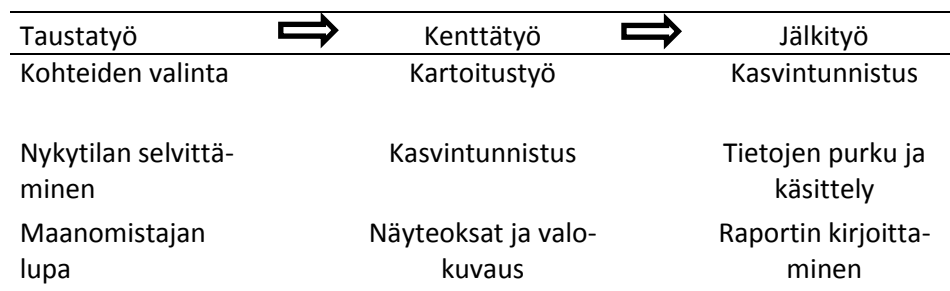 Taustatyö Kenttätyö Jälkityö
Kohteiden valinta Kartoitustyö Kasvintunnistus
Nykytilan selvittä- Kasvintunnistus Tietojen purku ja
minen käsittely
Maanomistajan Näyteoksat ja valo- Raportin kirjoitta-
lupa kuvaus minen